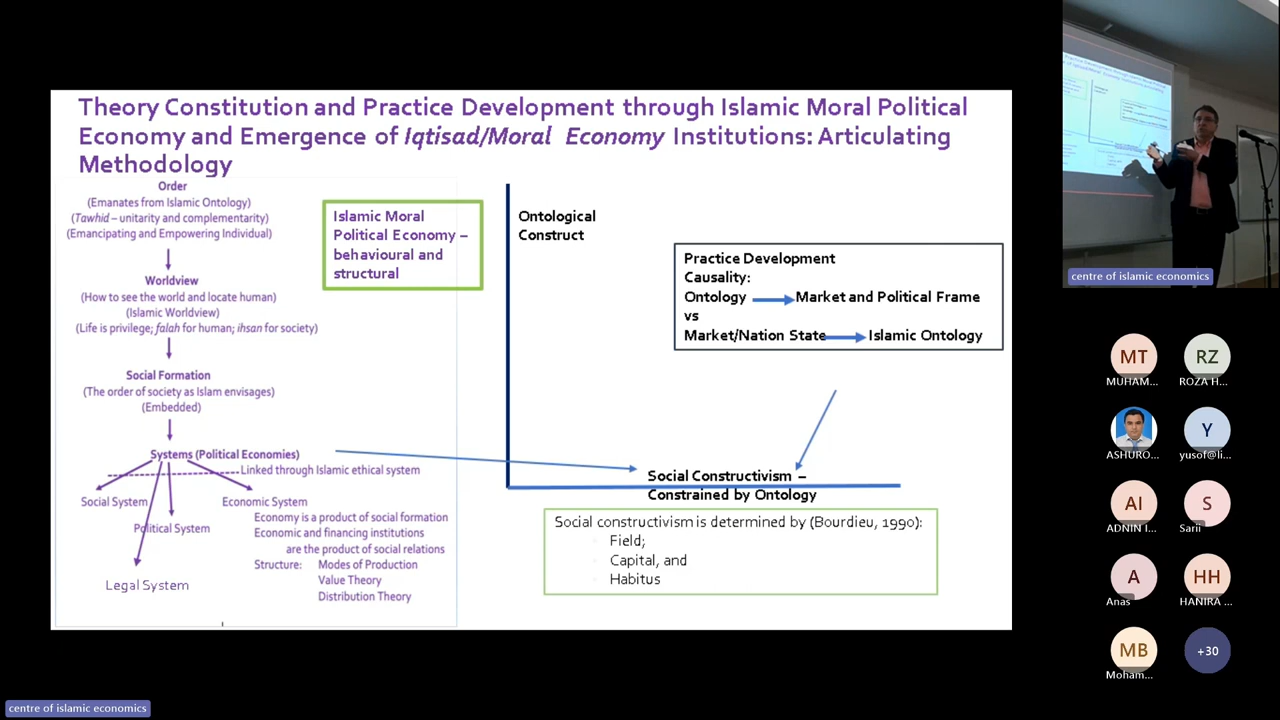 Theory Constitution and Practice Development through Islamic Moral Political
Economy and Emergence of Iqtisad/Moral Economy Institutions: Articulating
Methodology
Order
(Emanates from Islamic Ontology)
(Tawhid – unitarity and complementarity)
(Emancipating and Empowering Individual)
Worldview
(How to see the world and locate human)
(Islamic Worldview)
(Life is privilege; falah for human; ihsan for society)
Social Formation
(The order of society as Islam envisages)
(Embedded)
Systems (Political Economies)
Linked through Islamic ethical system
Social System
Political System
Legal System
Economic System
Economy is a product of social formation
Economic and financing institutions
are the product of social relations
Structure: Modes of Production
Value Theory
Distribution Theory
Islamic Moral
Political Economy –
behavioural and
structural
Ontological
Construct
Practice Development
Causality:
Ontology Market and Political Frame
vs
Market/Nation State Islamic Ontology
Social Constructivism –
Constrained by Ontology
Social constructivism is determined by (Bourdieu, 1990):
Field;
Capital, and
Habitus
centre of islamic economics
MT
MUHAM...
RZ
ROZA H...
ASHURO...
Y
yusof@li...
AI
ADNIN I...
S
Sarii
A
Anas
HH
HANIRA ...
MB
Moham...
+30
centre of islamic economics